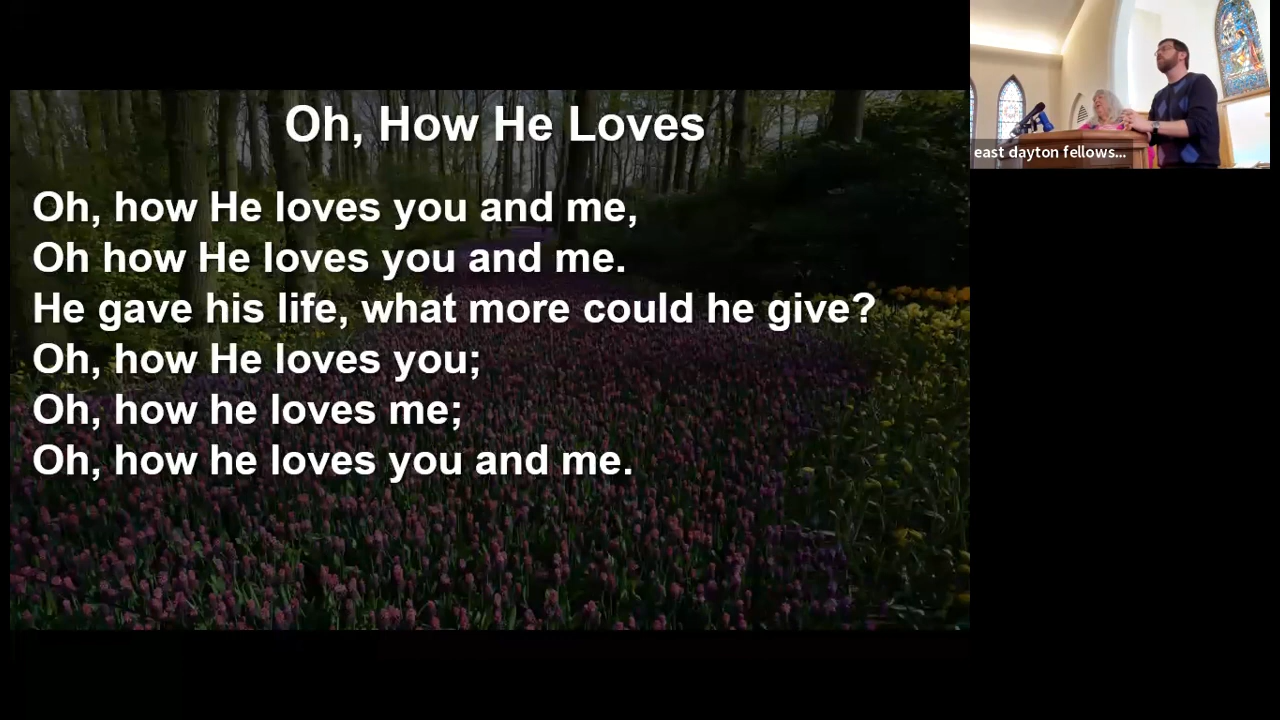 Oh, How He Loves
Oh, how He loves you and me,
Oh how He loves you and me.
He gave his life, what more could he give?
Oh, how He loves you;
Oh, how he loves me;
Oh, how he loves you and me.
east dayton fellows...